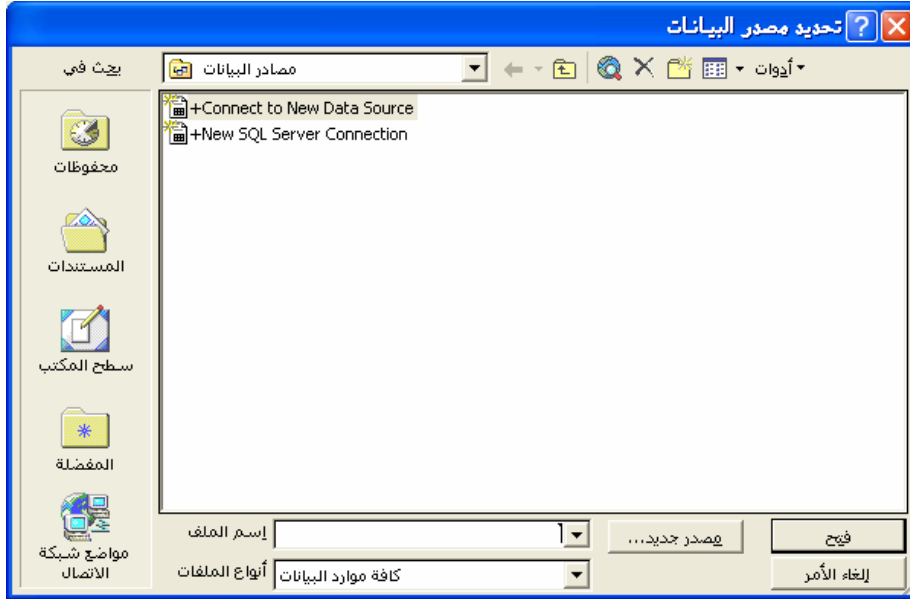 تحديد مصدر البيانات
بحث في
مصادر البيانات
أدوات
+Connect to New Data Source
+New SQL Server Connection
محفوظات
المستندات
سطح المكتب
المفضلة
مواضع شبكة
الاتصال
إسم الملف
مصدر جديد...
فتح
أنواع الملفات
كافة موارد البيانات
إلغاء الأمر